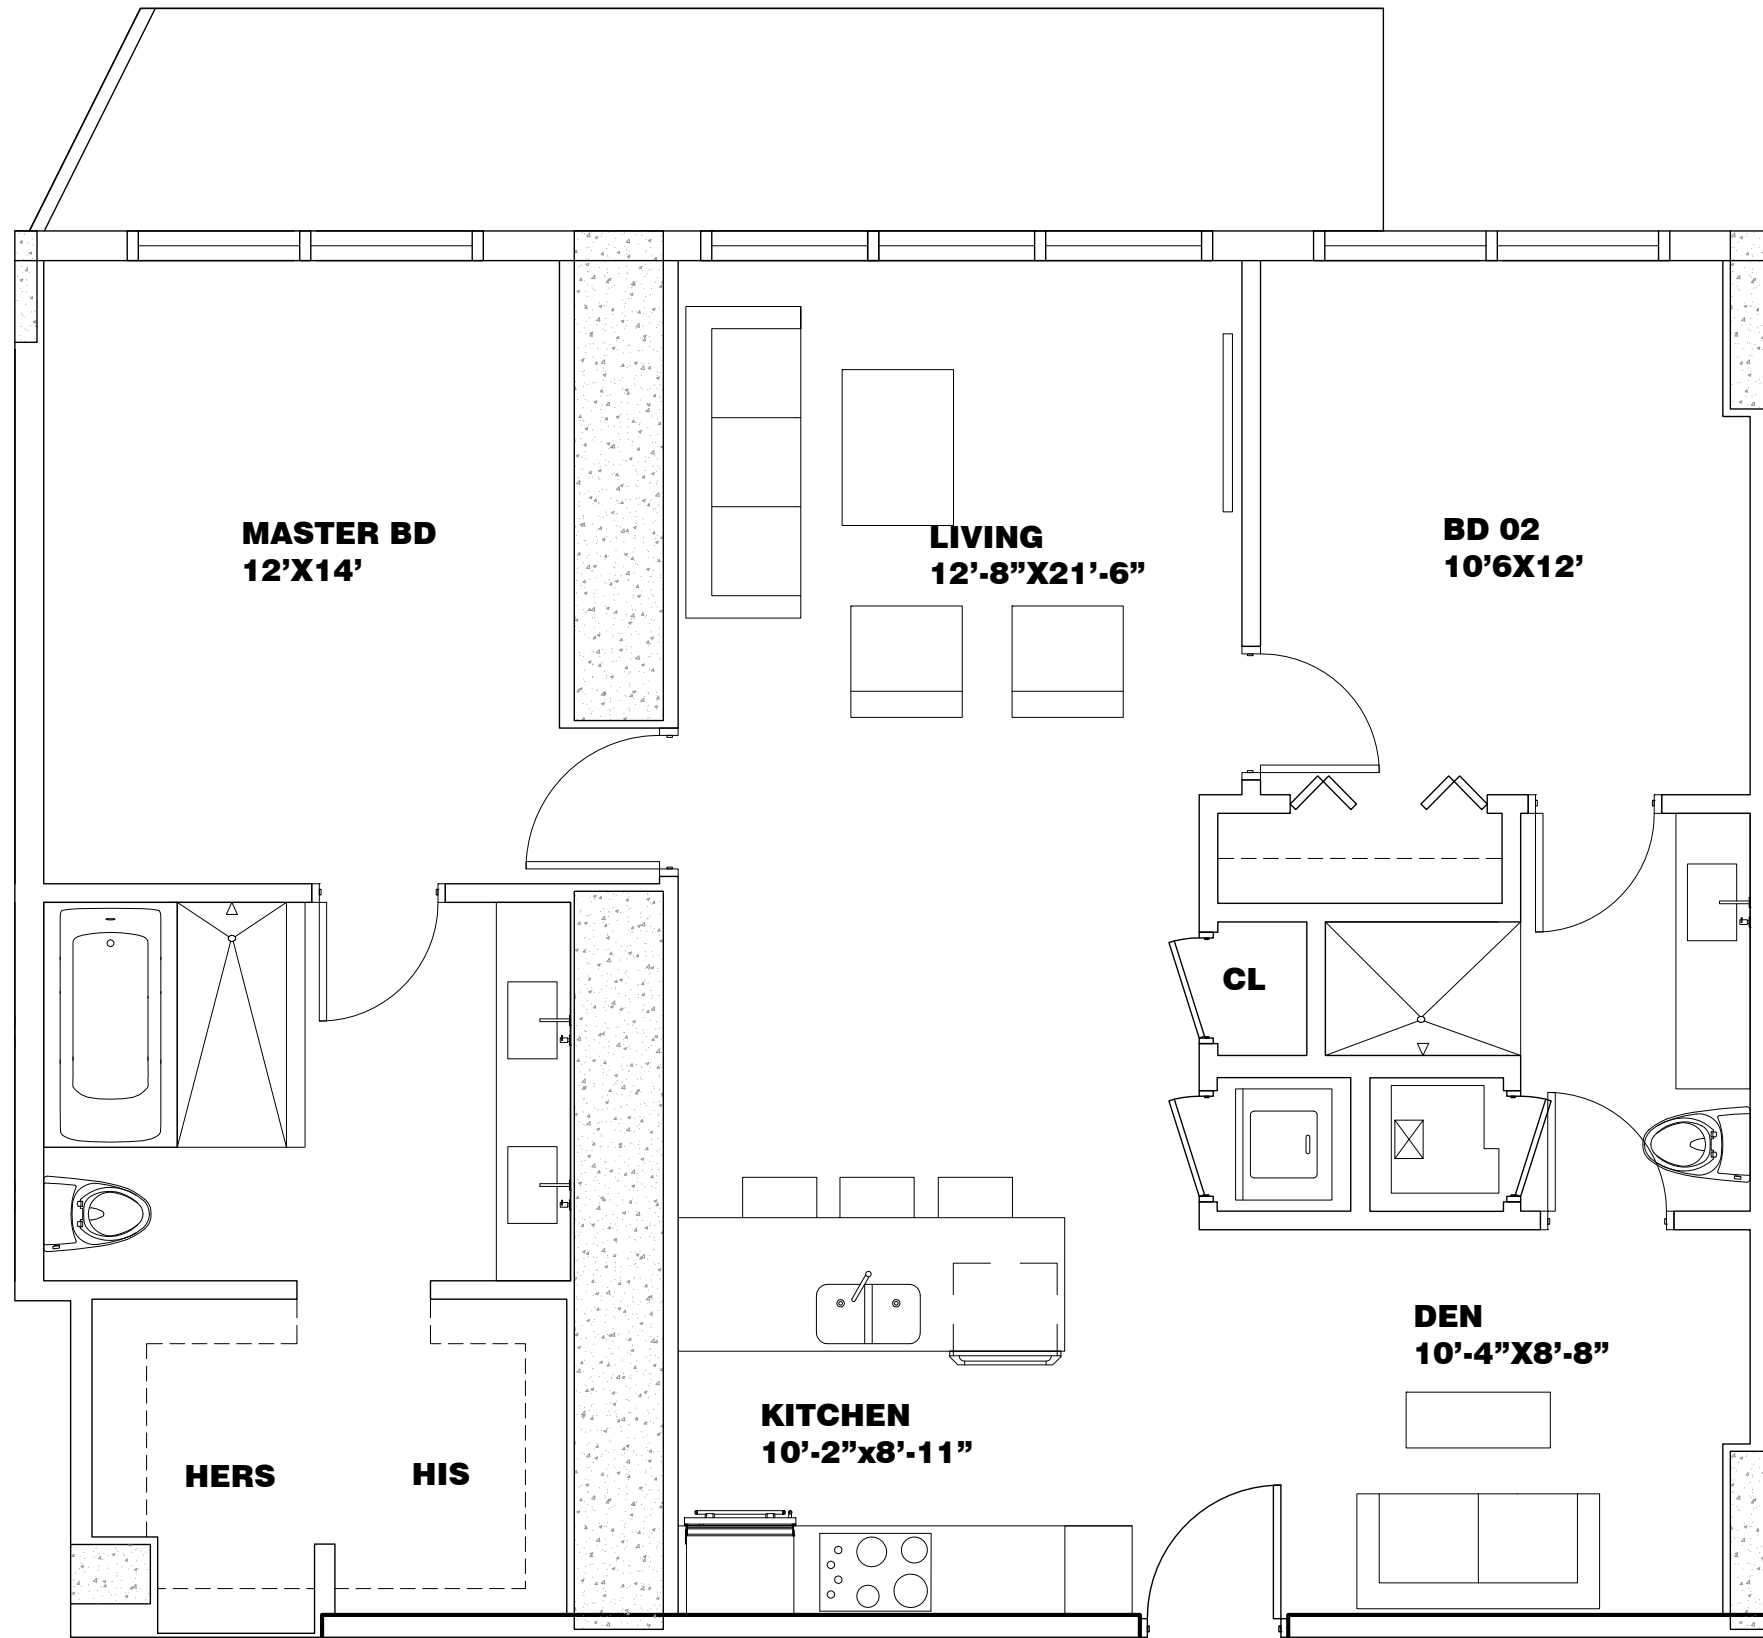 MASTER BD
12’X14’
LIVING
12’-8”X21’-6”
BD 02
10’6X12’
CL
DEN
10’-4”X8’-8”
KITCHEN
10’-2”x8’-11”
HERS
HIS